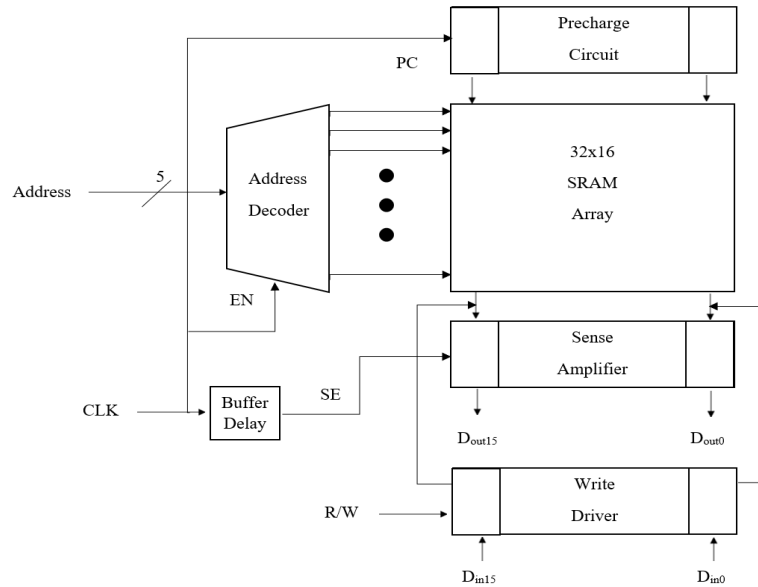 Precharge
Circuit
PC
32x16
SRAM
Array
5
Address
Address
Decoder
EN
Sense
Amplifier
CLK
Buffer
Delay
SE
Dout15
Dout0
Write
Driver
R/W
Din15
Din0